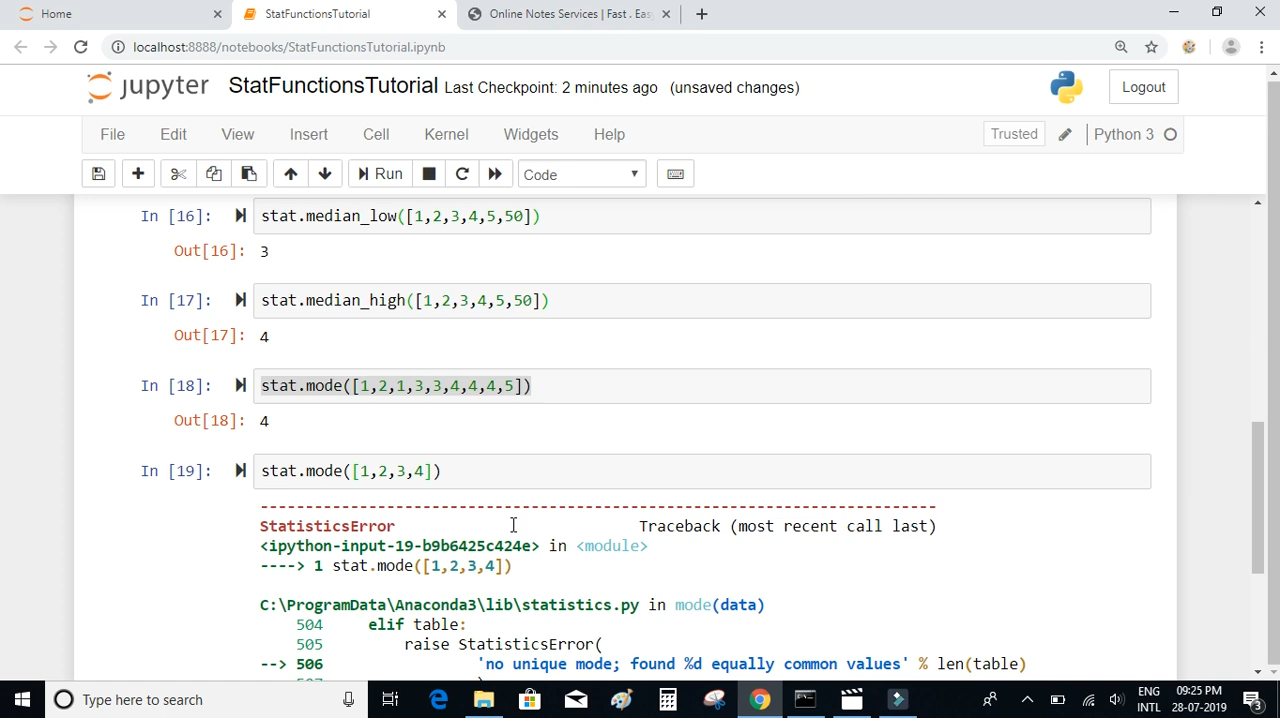 Home
StatFunctionsTutorial
Online Notes Services | Fast . Eas
localhost:8888/notebooks/StatFunctionsTutorial.ipynb
jupyter StatFunctionsTutorial Last Checkpoint: 2 minutes ago (unsaved changes)
Logout
File Edit View Insert Cell Kernel Widgets Help
Trusted
Python 3
Run
Code
In [16]: stat.median_low([1,2,3,4,5,50])
Out[16]: 3
In [17]: stat.median_high([1,2,3,4,5,50])
Out[17]: 4
In [18]: stat.mode([1,2,1,3,3,4,4,4,5])
Out[18]: 4
In [19]: stat.mode([1,2,3,4])
---------------------------------------------------------------------------
StatisticsError Traceback (most recent call last)
<ipython-input-19-b9b6425c424e> in <module>
----> 1 stat.mode([1,2,3,4])
C:\ProgramData\Anaconda3\lib\statistics.py in mode(data)
504 elif table:
505 raise StatisticsError(
--> 506 'no unique mode; found %d equally common values' % len(table)
Type here to search
ENG
INTL
09:25 PM
28-07-2019
3